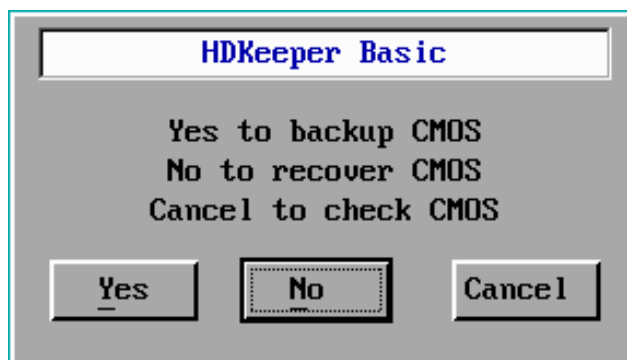 HDKeeper Basic
Yes to backup CMOS
No to recover CMOS
Cancel to check CMOS
Yes No Cancel